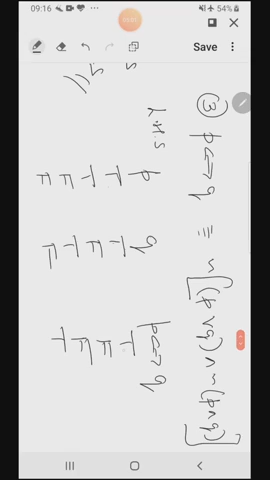 09:16
54%
Save
③ p ↔ q ≡ ~[(p ∨ q) ∧ ~(p ∧ q)]
L.H.S
p q p ↔ q
T T T
T F F
F T F
F F T